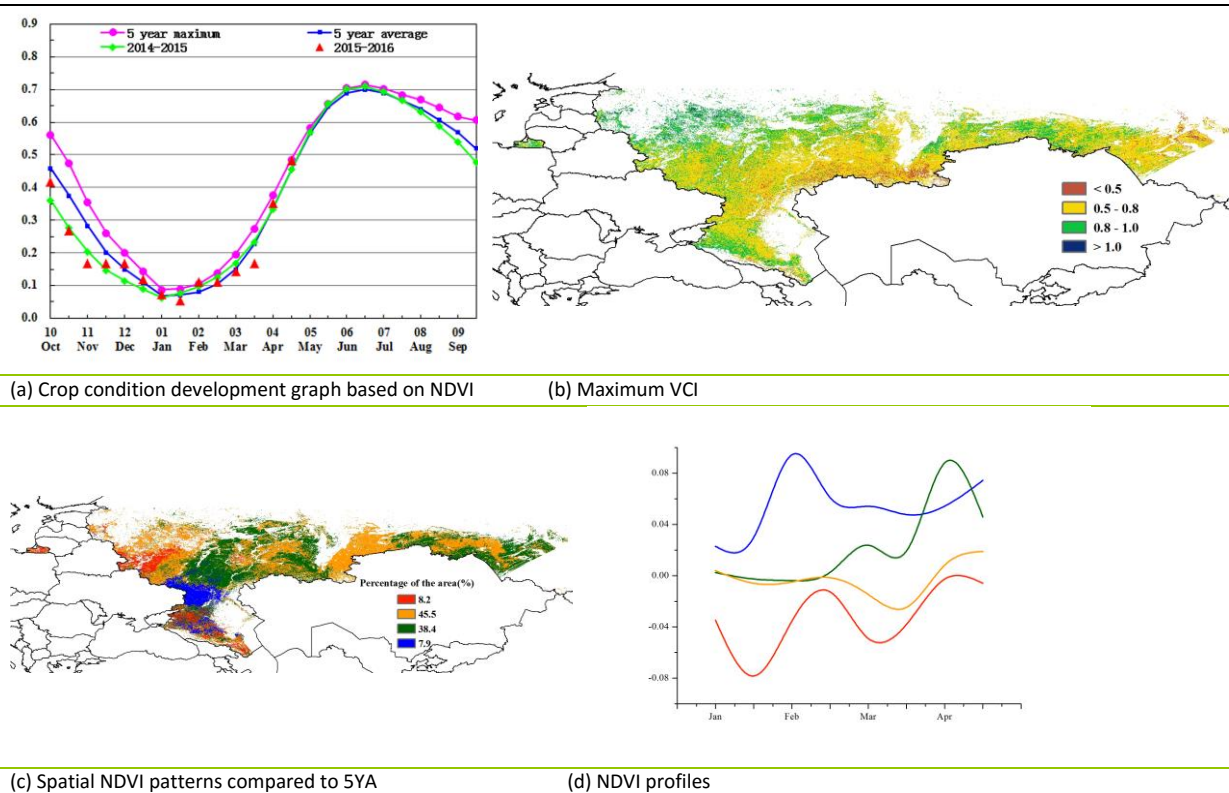 0.9
0.8
0.7
0.6
0.5
0.4
0.3
0.2
0.1
0.0
5 year maximum 5 year average
2014-2015 2015-2016
10 11 12 01 02 03 04 05 06 07 08 09
Oct Nov Dec Jan Feb Mar Apr May Jun Jul Aug Sep
< 0.5
0.5 - 0.8
0.8 - 1.0
> 1.0
(a) Crop condition development graph based on NDVI (b) Maximum VCI
Percentage of the area(%)
8.2
45.5
38.4
7.9
0.08
0.04
0.00
-0.04
-0.08
Jan Feb Mar Apr
(c) Spatial NDVI patterns compared to 5YA (d) NDVI profiles